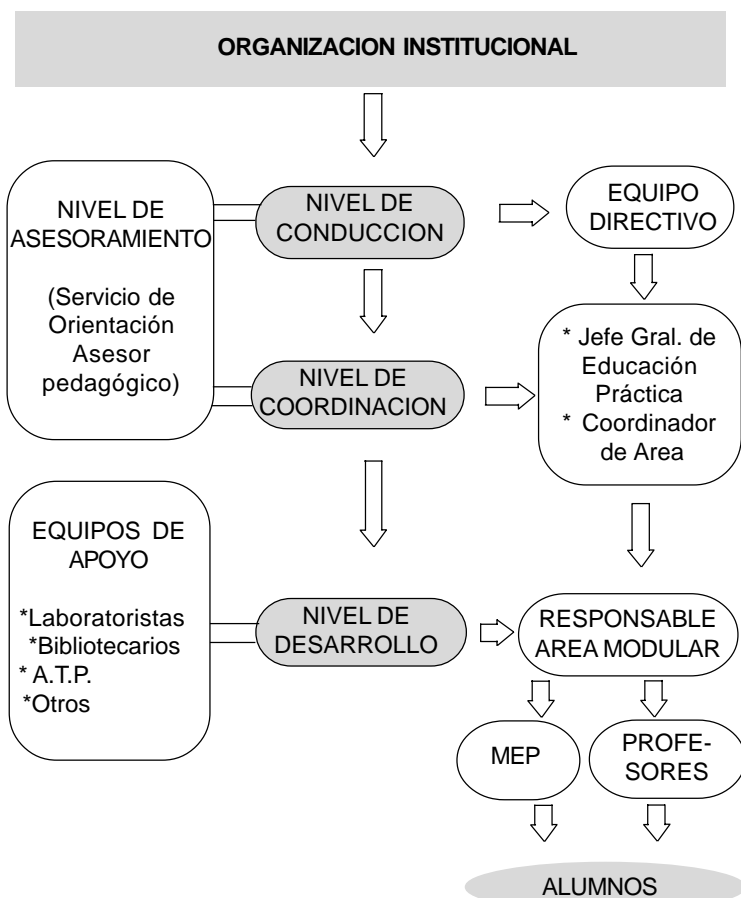 ORGANIZACION INSTITUCIONAL
NIVEL DE
ASESORAMIENTO
(Servicio de
Orientación
Asesor
pedagógico)
NIVEL DE
CONDUCCION
EQUIPO
DIRECTIVO
NIVEL DE
COORDINACION
* Jefe Gral. de
Educación
Práctica
* Coordinador
de Area
EQUIPOS DE
APOYO
*Laboratoristas
*Bibliotecarios
* A.T.P.
*Otros
NIVEL DE
DESARROLLO
RESPONSABLE
AREA MODULAR
MEP
PROFE-
SORES
ALUMNOS